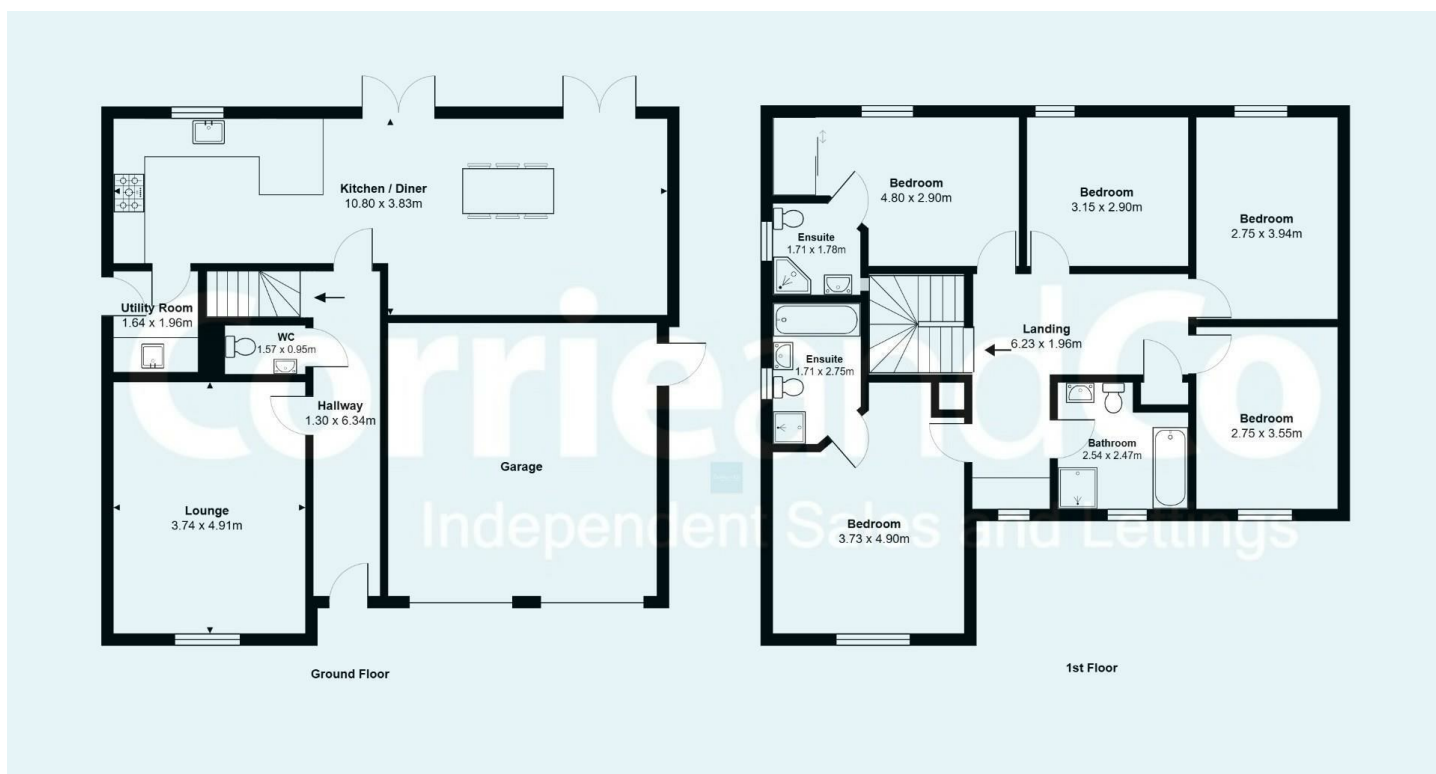 Kitchen / Diner
10.80 x 3.83m
Utility Room
1.64 x 1.96m
WC
1.57 x 0.95m
Hallway
1.30 x 6.34m
Lounge
3.74 x 4.91m
Garage
Ground Floor
Bedroom
4.80 x 2.90m
Bedroom
3.15 x 2.90m
Bedroom
2.75 x 3.94m
Ensuite
1.71 x 1.78m
Landing
6.23 x 1.96m
Ensuite
1.71 x 2.75m
Bathroom
2.54 x 2.47m
Bedroom
2.75 x 3.55m
Bedroom
3.73 x 4.90m
1st Floor
CorrieandCo
Independent Sales and Lettings